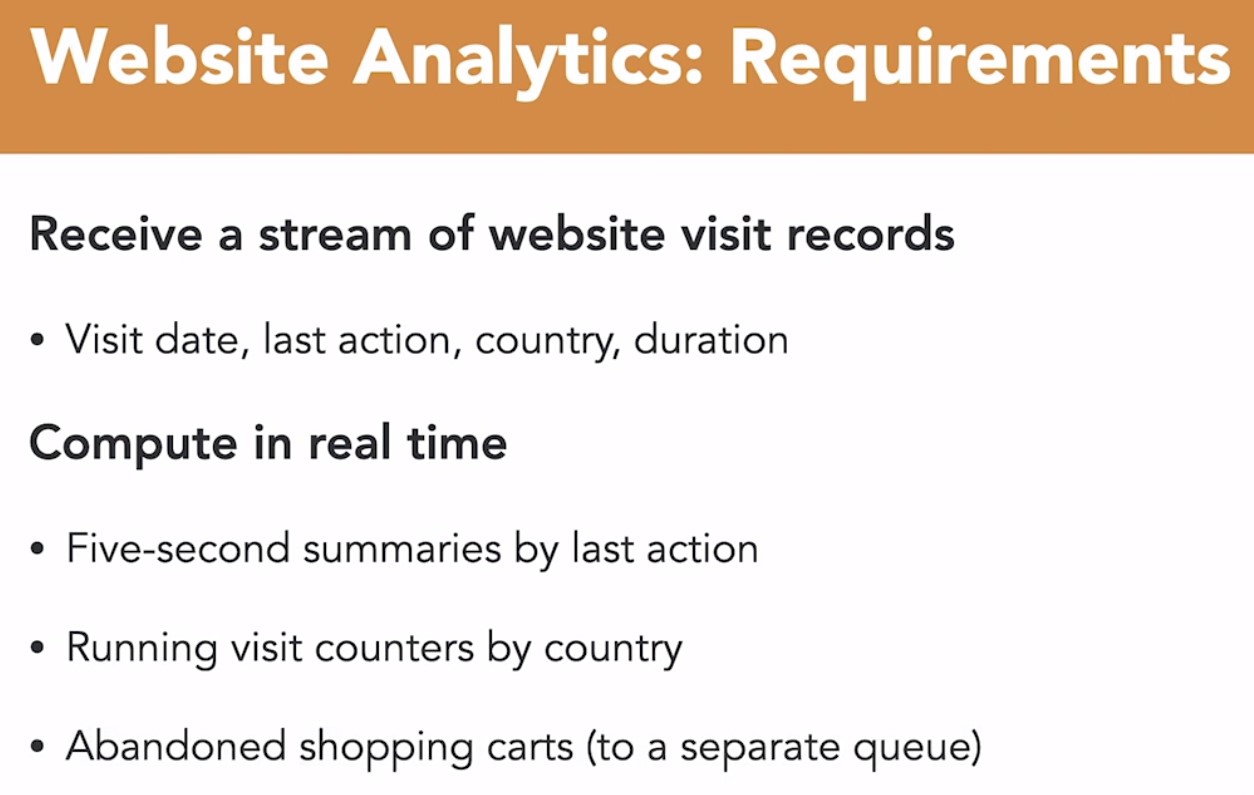 Website Analytics: Requirements
Receive a stream of website visit records
• Visit date, last action, country, duration
Compute in real time
• Five-second summaries by last action
• Running visit counters by country
• Abandoned shopping carts (to a separate queue)